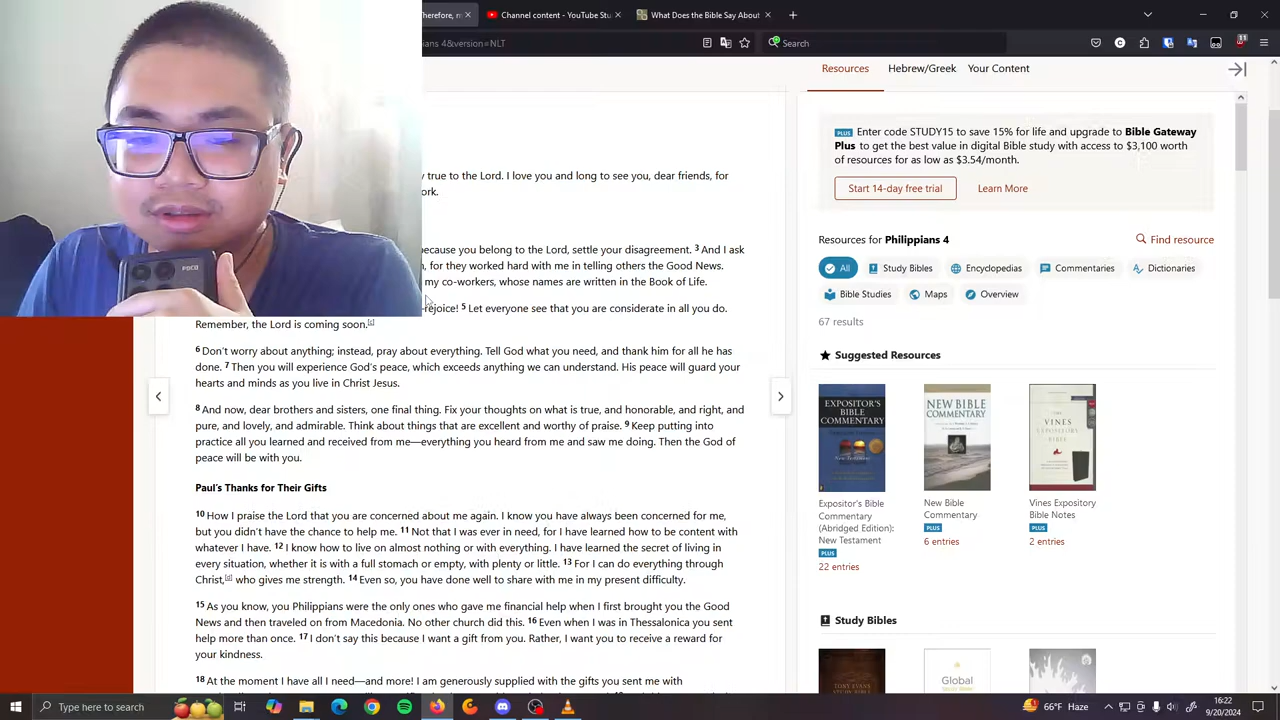 herefore, n
Channel content - YouTube Stu
What Does the Bible Say About
ians 4&version=NLT
Search
POCO
Resources
Hebrew/Greek
Your Content
PLUS Enter code STUDY15 to save 15% for life and upgrade to Bible Gateway
Plus to get the best value in digital Bible study with access to $3,100 worth
of resources for as low as $3.54/month.
Start 14-day free trial
Learn More
y true to the Lord. I love you and long to see you, dear friends, for
ork.
ecause you belong to the Lord, settle your disagreement. 3 And I ask
, for they worked hard with me in telling others the Good News.
my co-workers, whose names are written in the Book of Life.
rejoice! 5 Let everyone see that you are considerate in all you do.
Remember, the Lord is coming soon.[c]
6 Don't worry about anything; instead, pray about everything. Tell God what you need, and thank him for all he has
done. 7 Then you will experience God's peace, which exceeds anything we can understand. His peace will guard your
hearts and minds as you live in Christ Jesus.
8 And now, dear brothers and sisters, one final thing. Fix your thoughts on what is true, and honorable, and right, and
pure, and lovely, and admirable. Think about things that are excellent and worthy of praise. 9 Keep putting into
practice all you learned and received from me—everything you heard from me and saw me doing. Then the God of
peace will be with you.
Paul's Thanks for Their Gifts
10 How I praise the Lord that you are concerned about me again. I know you have always been concerned for me,
but you didn't have the chance to help me. 11 Not that I was ever in need, for I have learned how to be content with
whatever I have. 12 I know how to live on almost nothing or with everything. I have learned the secret of living in
every situation, whether it is with a full stomach or empty, with plenty or little. 13 For I can do everything through
Christ,[d] who gives me strength. 14 Even so, you have done well to share with me in my present difficulty.
15 As you know, you Philippians were the only ones who gave me financial help when I first brought you the Good
News and then traveled on from Macedonia. No other church did this. 16 Even when I was in Thessalonica you sent
help more than once. 17 I don't say this because I want a gift from you. Rather, I want you to receive a reward for
your kindness.
18 At the moment I have all I need—and more! I am generously supplied with the gifts you sent me with
Resources for Philippians 4
Find resource
All
Study Bibles
Encyclopedias
Commentaries
Dictionaries
Bible Studies
Maps
Overview
67 results
Suggested Resources
EXPOSITOR'S
BIBLE
COMMENTARY
NEW BIBLE
COMMENTARY
VINES
EXPOSITORY
BIBLE
Expositor's Bible
Commentary
(Abridged Edition):
New Testament
PLUS
22 entries
New Bible
Commentary
PLUS
6 entries
Vines Expository
Bible Notes
PLUS
2 entries
Study Bibles
TONY EVANS
STUDY BIBLE
Global
Type here to search
66°F Haze
16:22
9/20/2024